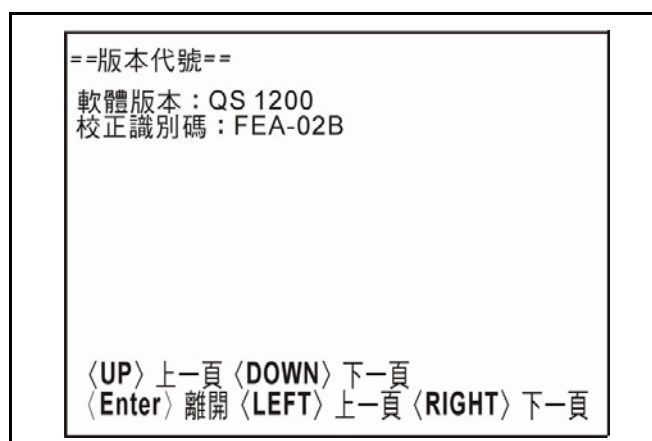 ==版本代號==
軟體版本：QS 1200
校正識別碼：FEA-02B
〈UP〉上一頁〈DOWN〉下一頁
〈Enter〉離開〈LEFT〉上一頁〈RIGHT〉下一頁